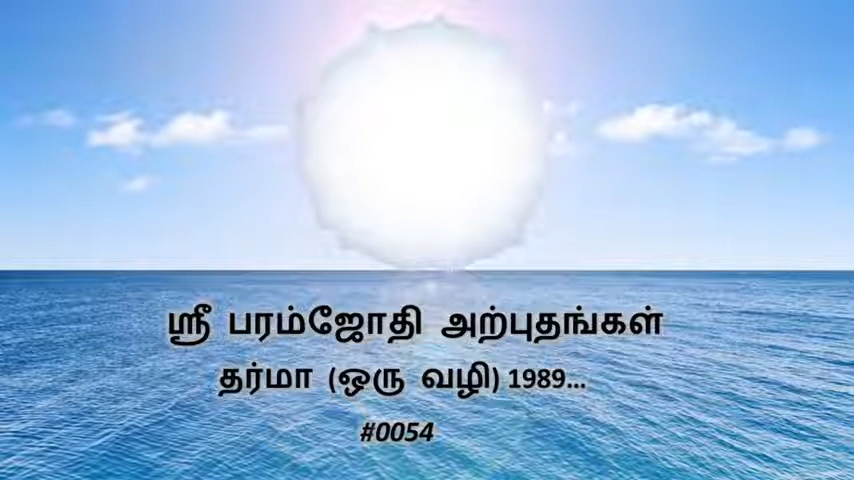 ஸ்ரீ பரம்ஜோதி அற்புதங்கள்
தர்மா (ஒரு வழி) 1989...
#0054